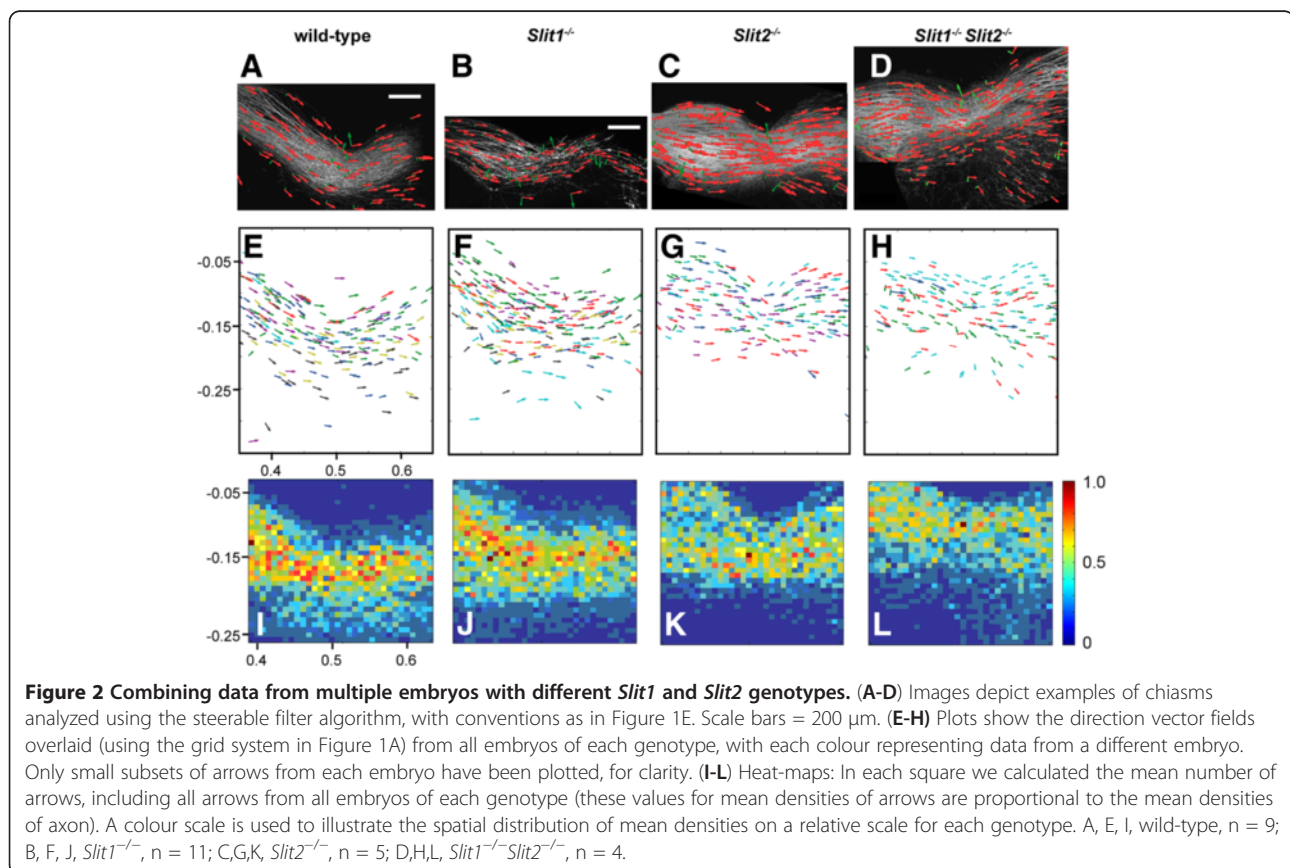 wild-type Slit1-/- Slit2-/- Slit1-/- Slit2-/-
A B C D
E F G H
-0.05
-0.15
-0.25
0.4 0.5 0.6
I J K L
-0.05
-0.15
-0.25
0.4 0.5 0.6
1.0
0.5
0
Figure 2 Combining data from multiple embryos with different Slit1 and Slit2 genotypes. (A-D) Images depict examples of chiasms
analyzed using the steerable filter algorithm, with conventions as in Figure 1E. Scale bars = 200 μm. (E-H) Plots show the direction vector fields
overlaid (using the grid system in Figure 1A) from all embryos of each genotype, with each colour representing data from a different embryo.
Only small subsets of arrows from each embryo have been plotted, for clarity. (I-L) Heat-maps: In each square we calculated the mean number of
arrows, including all arrows from all embryos of each genotype (these values for mean densities of arrows are proportional to the mean densities
of axon). A colour scale is used to illustrate the spatial distribution of mean densities on a relative scale for each genotype. A, E, I, wild-type, n = 9;
B, F, J, Slit1−/−, n = 11; C,G,K, Slit2−/−, n = 5; D,H,L, Slit1−/−Slit2−/−, n = 4.